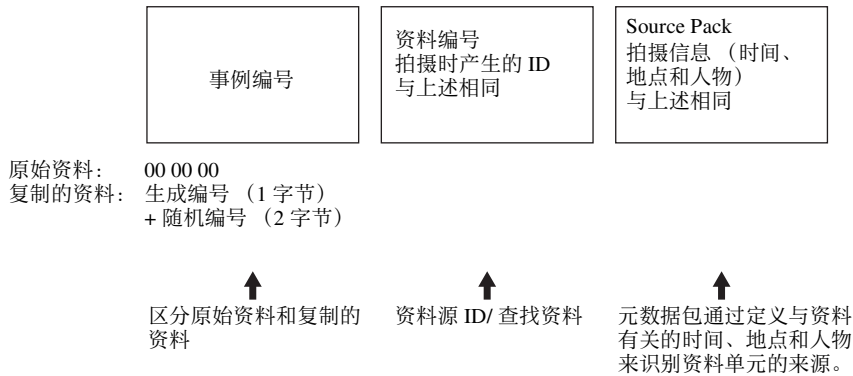 事例编号
资料编号
拍摄时产生的 ID
与上述相同
Source Pack
拍摄信息 （时间、
地点和人物）
与上述相同
原始资料： 00 00 00
复制的资料： 生成编号 （1 字节）
+ 随机编号 （2 字节）
区分原始资料和复制的
资料
资料源 ID/ 查找资料
元数据包通过定义与资料
有关的时间、地点和人物
来识别资料单元的来源。